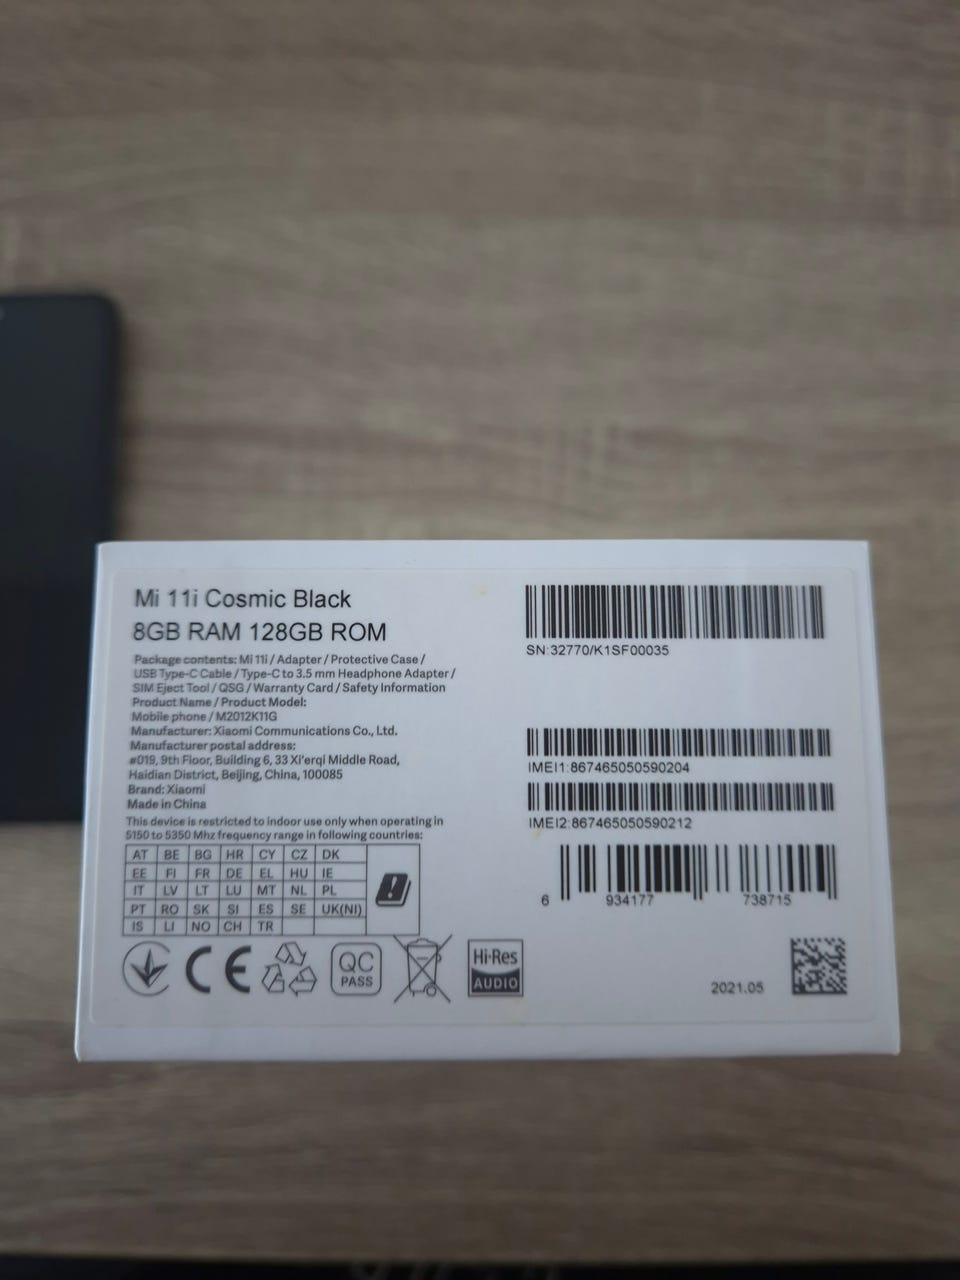 Mi 11i Cosmic Black
8GB RAM 128GB ROM
Package contents: Mi 11i / Adapter / Protective Case /
USB Type-C Cable / Type-C to 3.5 mm Headphone Adapter /
SIM Eject Tool / QSG / Warranty Card / Safety Information
Product Name / Product Model:
Mobile phone / M2012K11G
Manufacturer: Xiaomi Communications Co., Ltd.
Manufacturer postal address:
#019, 9th Floor, Building 6, 33 Xi'erqi Middle Road,
Haidian District, Beijing, China, 100085
Brand: Xiaomi
Made in China
This device is restricted to indoor use only when operating in
5150 to 5350 Mhz frequency range in following countries:
AT BE BG HR CY CZ DK
EE FI FR DE EL HU IE
IT LV LT LU MT NL PL
PT RO SK SI ES SE UK(NI)
IS LI NO CH TR
CE
QC
PASS
Hi-Res
AUDIO
SN:32770/K1SF00035
IMEI1:867465050590204
IMEI2:867465050590212
6 934177 738715
2021.05